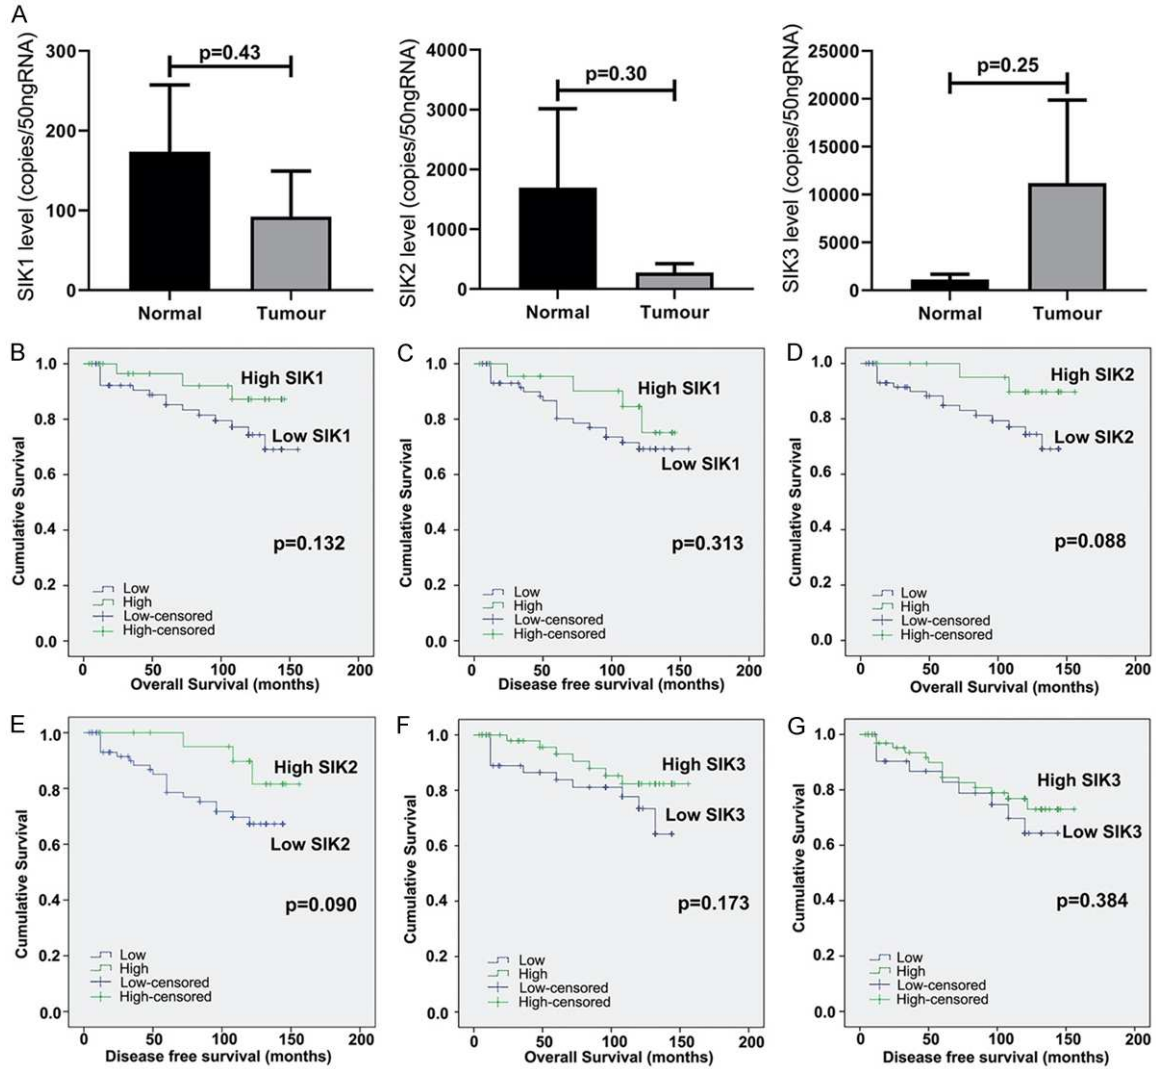 A
SIK1 level (copies/50ngRNA)
300
200
100
0
p=0.43
Normal
Tumour
SIK2 level (copies/50ngRNA)
4000
3000
2000
1000
0
p=0.30
Normal
Tumour
SIK3 level (copies/50ngRNA)
25000
20000
15000
10000
5000
0
p=0.25
Normal
Tumour
B
Cumulative Survival
1.0
0.8
0.6
0.4
0.2
0.0
High SIK1
Low SIK1
p=0.132
Low
High
Low-censored
High-censored
0 50 100 150 200
Overall Survival (months)
C
Cumulative Survival
1.0
0.8
0.6
0.4
0.2
0.0
High SIK1
Low SIK1
p=0.313
Low
High
Low-censored
High-censored
0 50 100 150 200
Disease free survival (months)
D
Cumulative Survival
1.0
0.8
0.6
0.4
0.2
0.0
High SIK2
Low SIK2
p=0.088
Low
High
Low-censored
High-censored
0 50 100 150 200
Overall Survival (months)
E
Cumulative Survival
1.0
0.8
0.6
0.4
0.2
0.0
High SIK2
Low SIK2
p=0.090
Low
High
Low-censored
High-censored
0 50 100 150 200
Disease free survival (months)
F
Cumulative Survival
1.0
0.8
0.6
0.4
0.2
0.0
High SIK3
Low SIK3
p=0.173
Low
High
Low-censored
High-censored
0 50 100 150 200
Overall Survival (months)
G
Cumulative Survival
1.0
0.8
0.6
0.4
0.2
0.0
High SIK3
Low SIK3
p=0.384
Low
High
Low-censored
High-censored
0 50 100 150 200
Disease free survival (months)